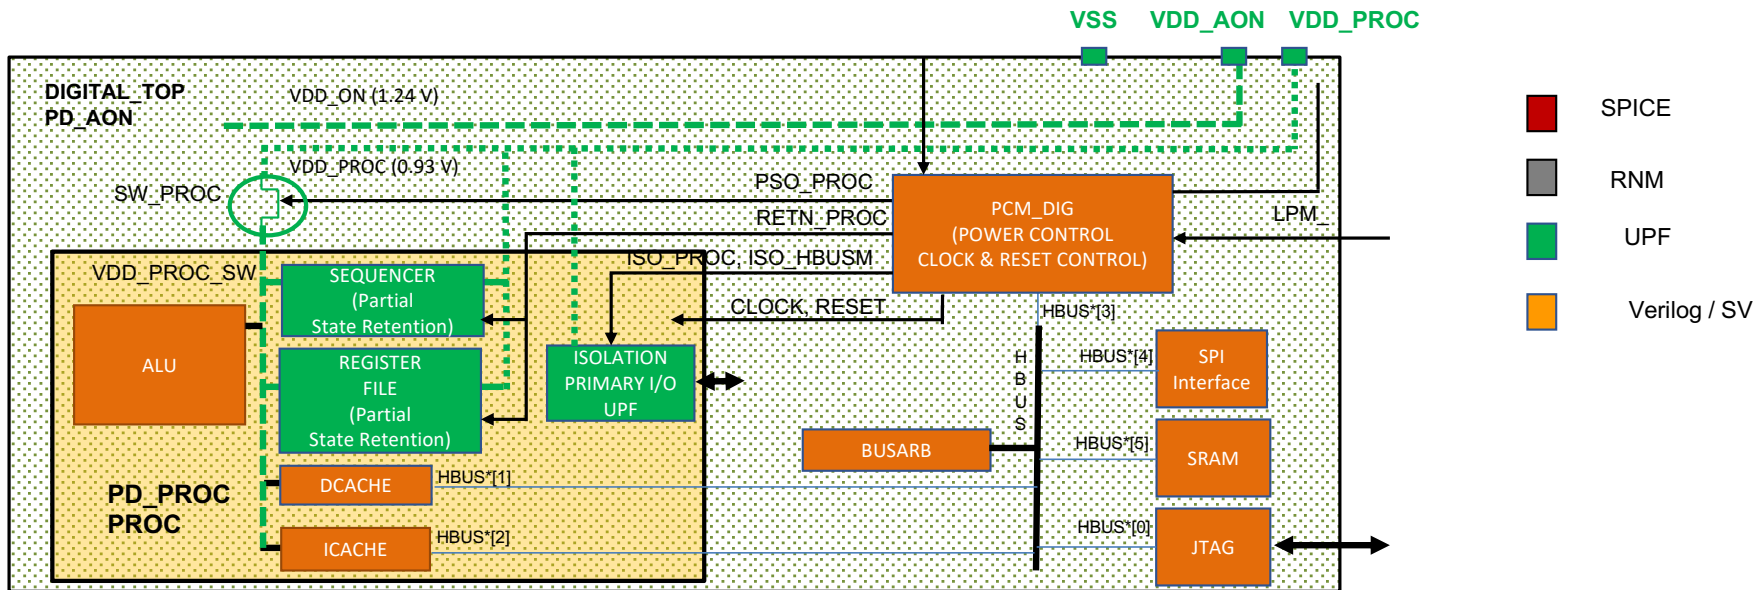 VSS VDD_AON VDD_PROC
DIGITAL_TOP
PD_AON
VDD_ON (1.24 V)
VDD_PROC (0.93 V)
SW_PROC
PSO_PROC
RETN_PROC
ISO_PROC, ISO_HBUSM
CLOCK, RESET
PCM_DIG
(POWER CONTROL
CLOCK & RESET CONTROL)
LPM_
VDD_PROC_SW
ALU
SEQUENCER
(Partial
State Retention)
REGISTER
FILE
(Partial
State Retention)
ISOLATION
PRIMARY I/O
UPF
DCACHE
ICACHE
PD_PROC
PROC
HBUS*[1]
HBUS*[2]
HBUS*[3]
HBUS
HBUS*[4]
HBUS*[5]
HBUS*[0]
BUSARB
SPI
Interface
SRAM
JTAG
SPICE
RNM
UPF
Verilog / SV